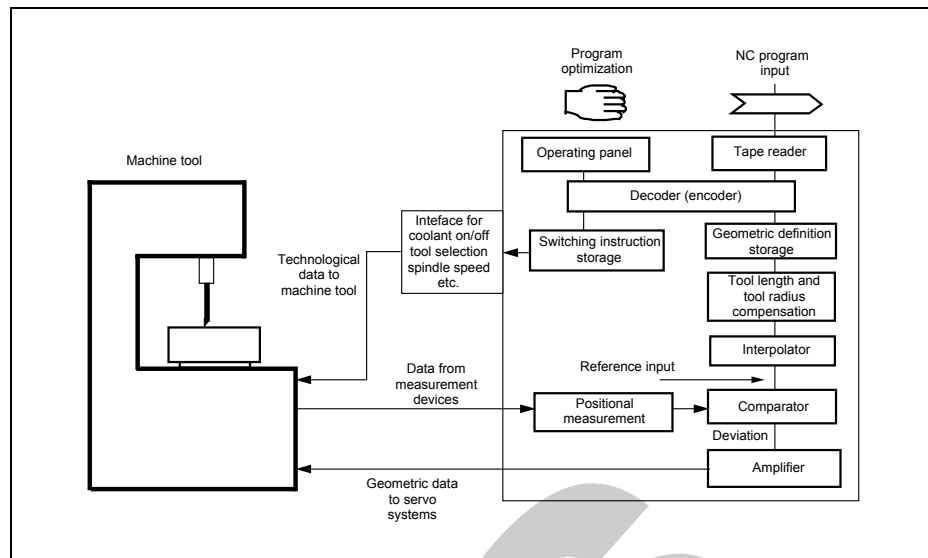 Program
optimization
NC program
input
Machine tool
Operating panel
Tape reader
Decoder (encoder)
Inteface for
coolant on/off
tool selection
spindle speed
etc.
Switching instruction
storage
Geometric definition
storage
Technological
data to
machine tool
Tool length and
tool radius
compensation
Interpolator
Reference input
Data from
measurement
devices
Positional
measurement
Comparator
Deviation
Amplifier
Geometric data
to servo
systems